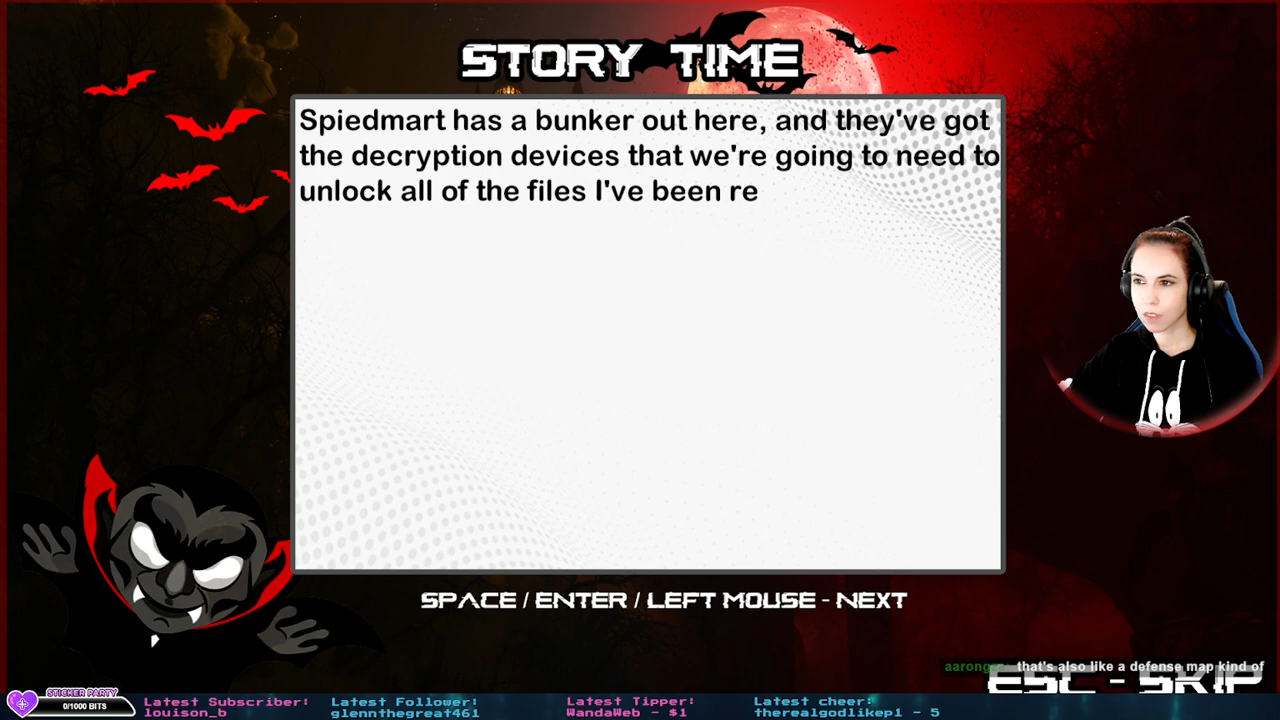 STORY TIME
Spiedmart has a bunker out here, and they've got
the decryption devices that we're going to need to
unlock all of the files I've been re
SPACE / ENTER / LEFT MOUSE - NEXT
that's also like a defense map kind of
ESC - SKIP
STICKER PARTY
0/1000 BITS
Latest Subscriber:
louison_b
Latest Follower:
glennthegreat461
Latest Tipper:
WandaWeb - $1
Latest cheer:
therealgodlikep1 - 5